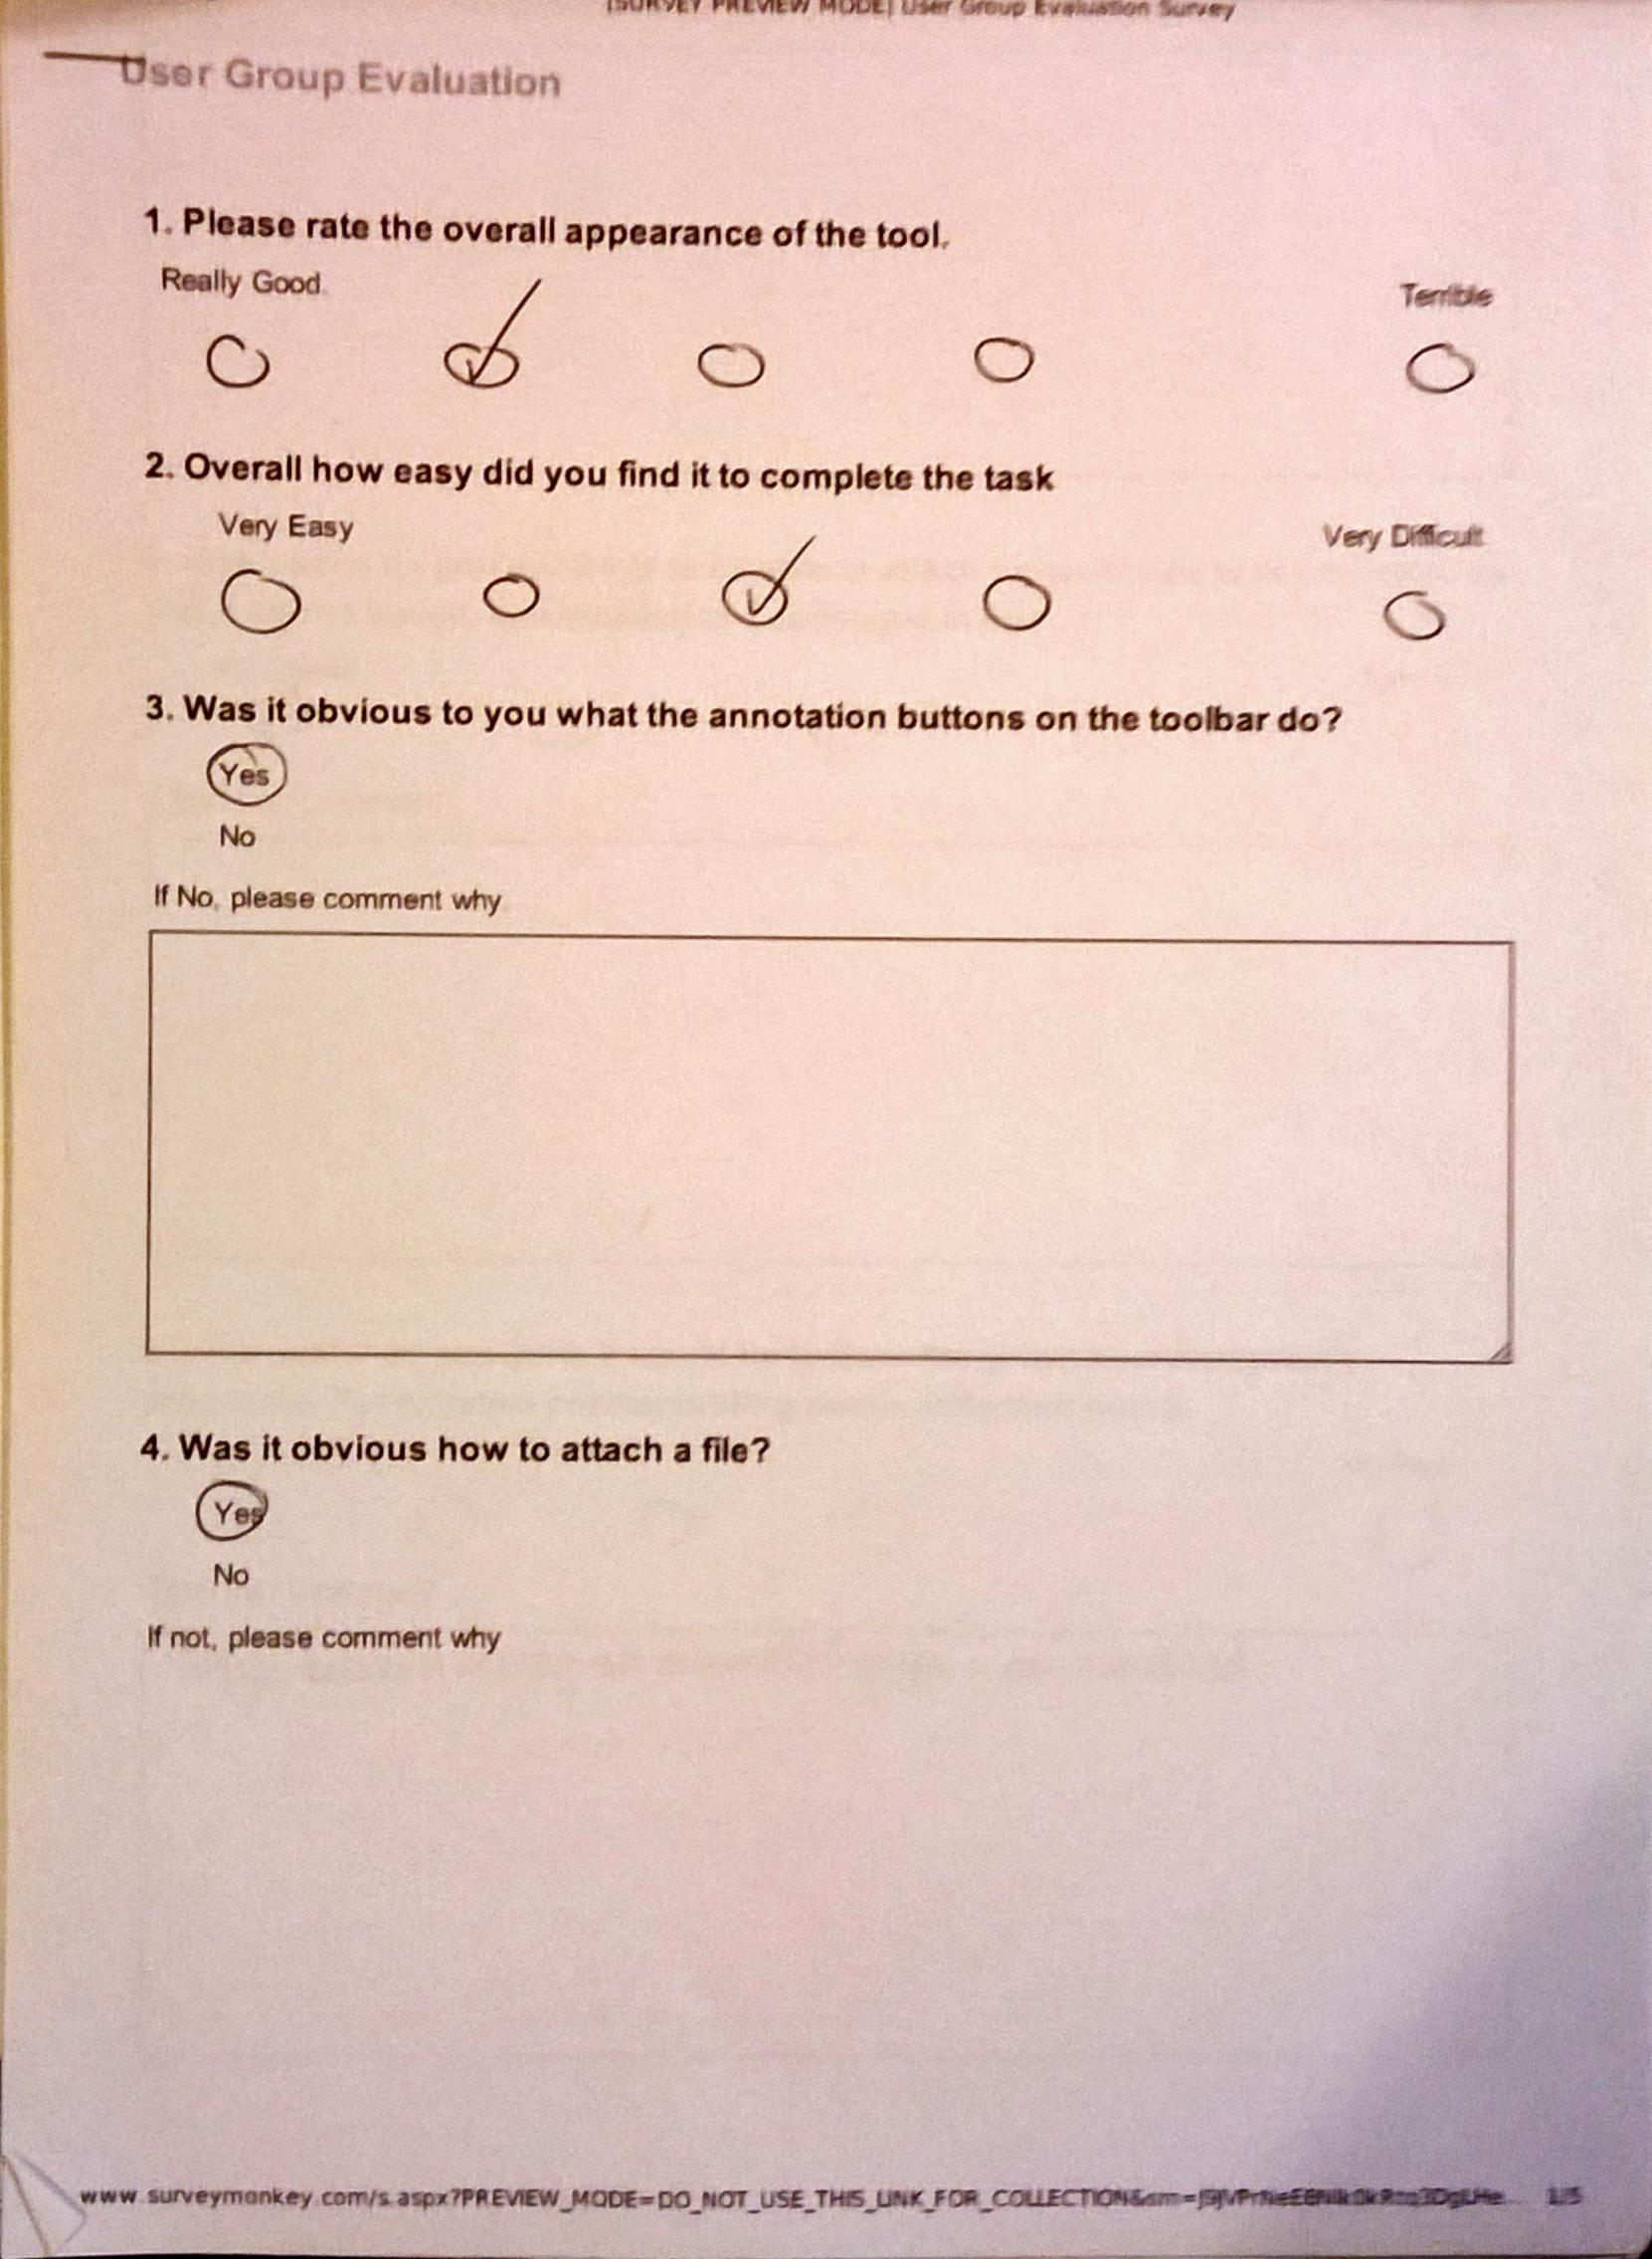 [SURVEY PREVIEW MODE] User Group Evaluation Survey
User Group Evaluation
1. Please rate the overall appearance of the tool.
Really Good Terrible
2. Overall how easy did you find it to complete the task
Very Easy Very Difficult
3. Was it obvious to you what the annotation buttons on the toolbar do?
Yes
No
If No, please comment why
4. Was it obvious how to attach a file?
Yes
No
If not, please comment why
www.surveymonkey.com/s.aspx?PREVIEW_MODE=DO_NOT_USE_THIS_LINK_FOR_COLLECTION&sm= 1/5